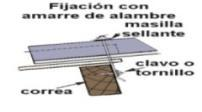 Fijación con
amarre de alambre
masilla
sellante
clavo o
tornillo
correa